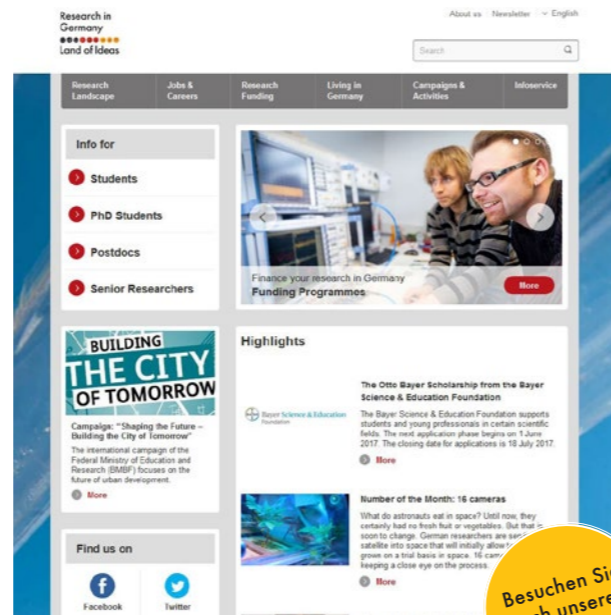 Research in
Germany
Land of Ideas
About us
Newsletter
English
Search
Research
Landscape
Jobs &
Careers
Research
Funding
Living in
Germany
Campaigns &
Activities
Infoservice
Info for
Students
PhD Students
Postdocs
Senior Researchers
Finance your research in Germany
Funding Programmes
More
BUILDING
THE CITY
OF TOMORROW
Campaign: "Shaping the Future –
Building the City of Tomorrow"
The international campaign of the
Federal Ministry of Education and
Research (BMBF) focuses on the
future of urban development.
More
Find us on
Facebook
Twitter
Highlights
Bayer Science & Education
Foundation
The Otto Bayer Scholarship from the Bayer
Science & Education Foundation
The Bayer Science & Education Foundation supports
students and young professionals in certain scientific
fields. The next application phase begins on 1 June
2017. The closing date for applications is 18 July 2017.
More
Number of the Month: 16 cameras
What do astronauts eat in space? Until now, they
certainly had no fresh fruit or vegetables. But that is
soon to change. German researchers are
satellite into space that will initially allow
grown on a trial basis in space. 16
keeping a close eye on the process.
More
Besuchen Sie